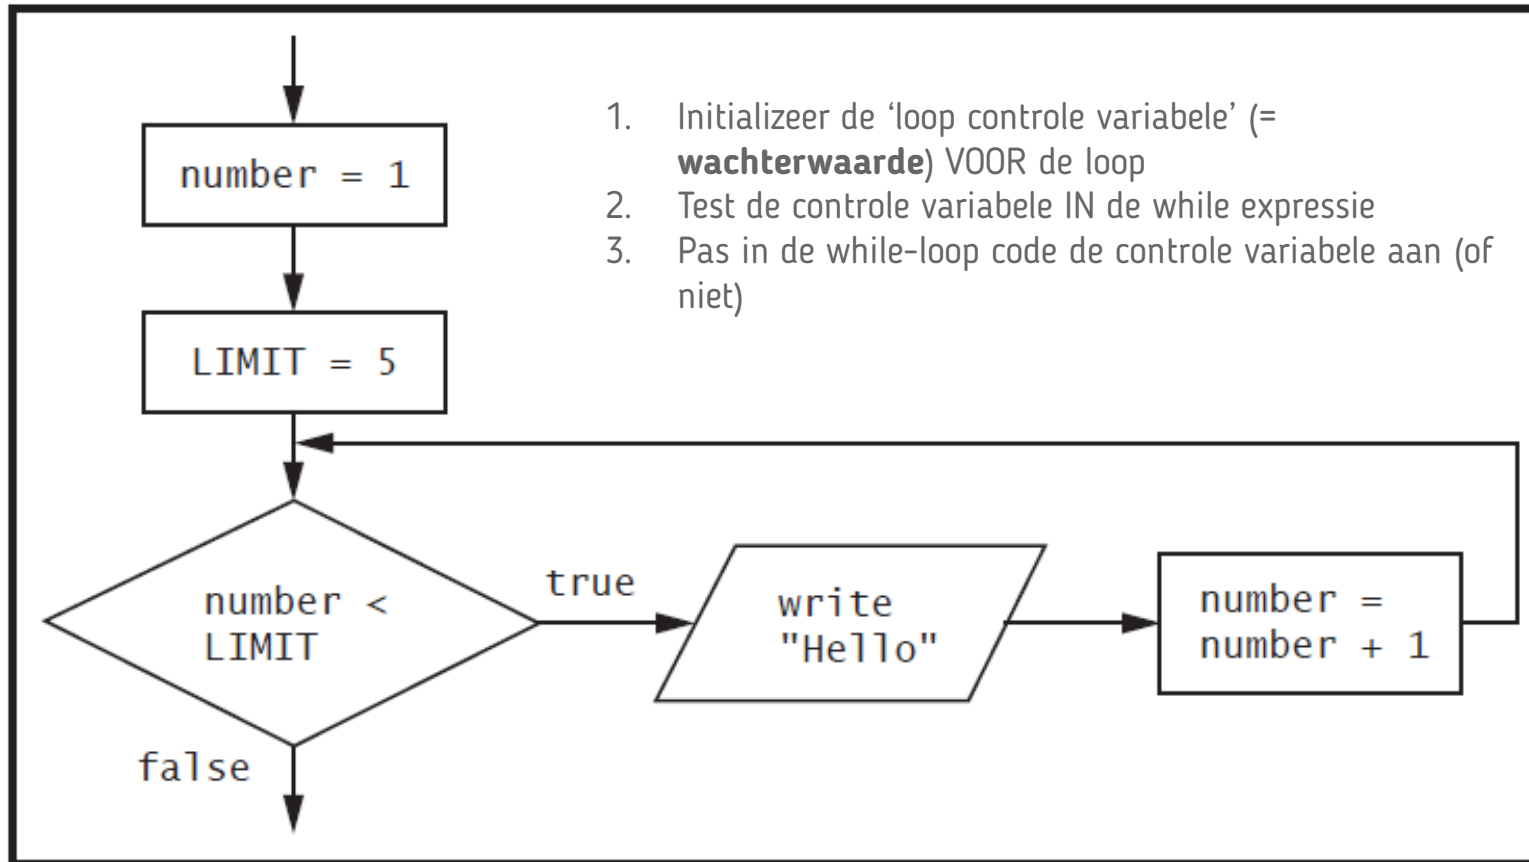 number = 1
LIMIT = 5
1. Initializeer de ‘loop controle variabele’ (=
wachterwaarde) VOOR de loop
2. Test de controle variabele IN de while expressie
3. Pas in de while-loop code de controle variabele aan (of
niet)
number <
LIMIT
true
write
"Hello"
number =
number + 1
false